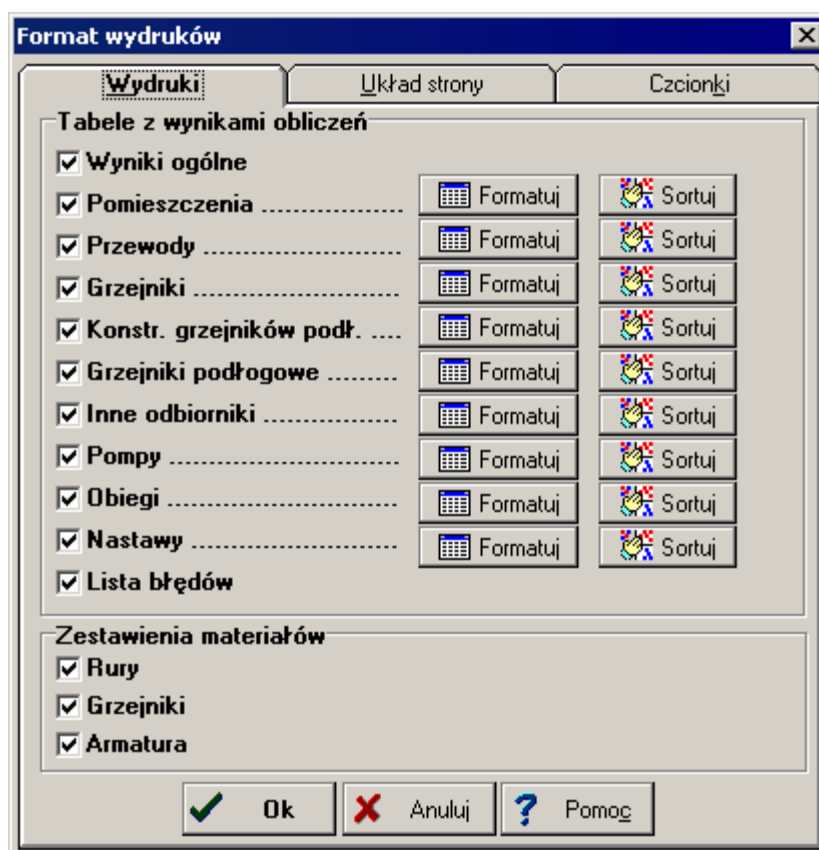 Format wydruków
Wydruki Układ strony Czcionki
Tabele z wynikami obliczeń
Wyniki ogólne
Pomieszczenia .................... Formatuj Sortuj
Przewody ............................ Formatuj Sortuj
Grzejniki .............................. Formatuj Sortuj
Konstr. grzejników podł. .... Formatuj Sortuj
Grzejniki podłogowe .......... Formatuj Sortuj
Inne odbiorniki ................... Formatuj Sortuj
Pompy ................................ Formatuj Sortuj
Obiegi ................................. Formatuj Sortuj
Nastawy ............................. Formatuj Sortuj
Lista błędów
Zestawienia materiałów
Rury
Grzejniki
Armatura
Ok Anuluj Pomoc